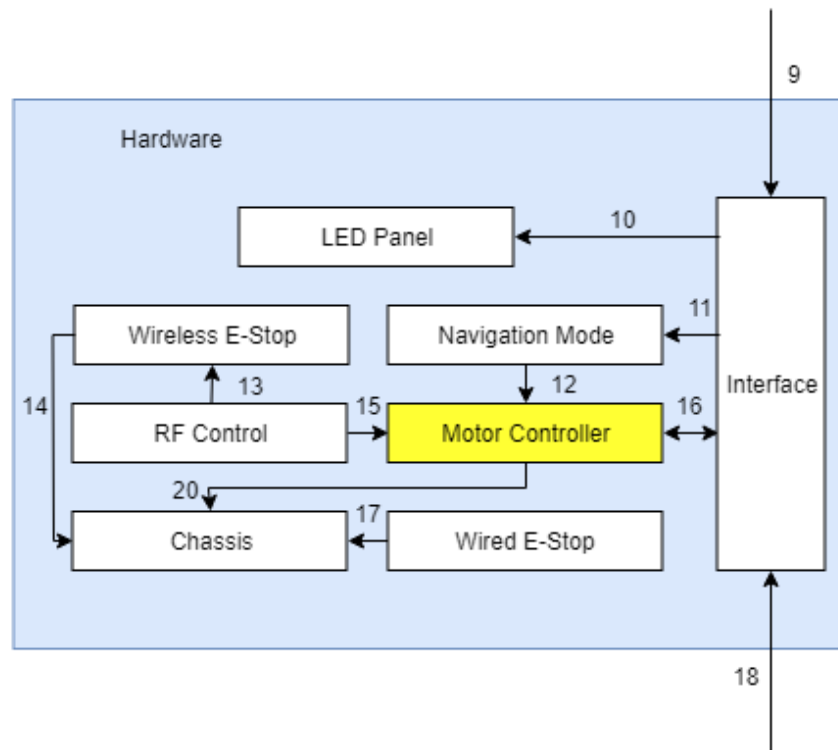 9
Hardware
10
LED Panel
11
Wireless E-Stop
Navigation Mode
Interface
13
12
14
15
16
RF Control
Motor Controller
20
17
Chassis
Wired E-Stop
18